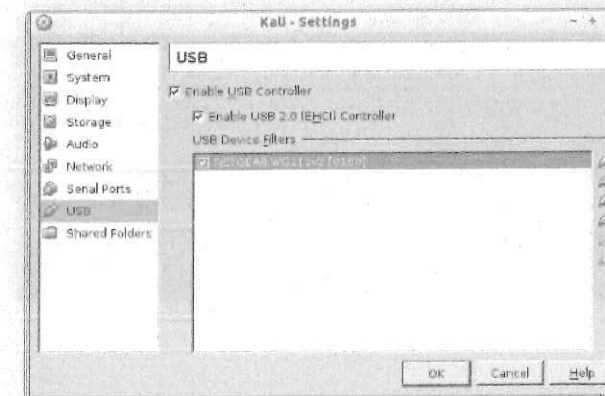 Kali - Settings
General
System
Display
Storage
Audio
Network
Serial Ports
USB
Shared Folders
USB
Enable USB Controller
Enable USB 2.0 (EHCI) Controller
USB Device Filters
NETGEAR
OK
Cancel
Help